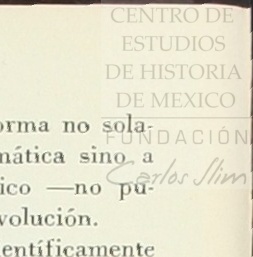 CENTRO DE
ESTUDIOS
DE HISTORIA
DE MEXICO
FUNDACIÓN
Carlos Slim
orma no sola-
mática sino a
ico —no pu-
volución.
entíficamente